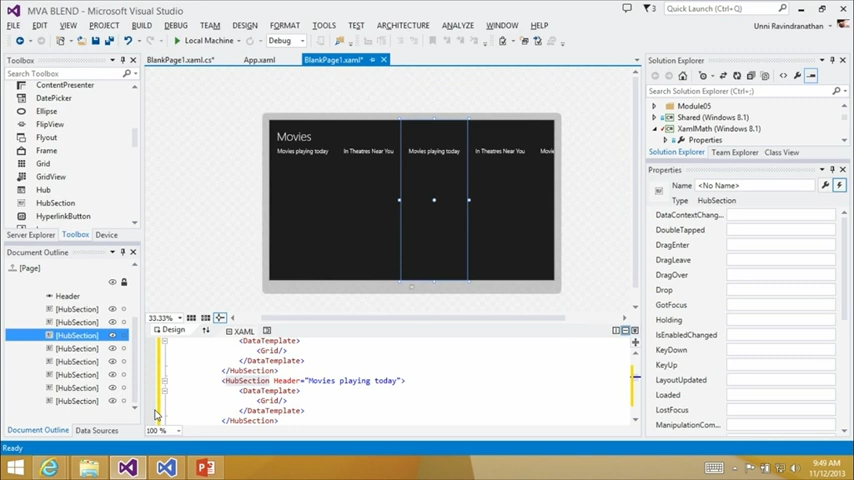 MVA BLEND - Microsoft Visual Studio
3
Quick Launch (Ctrl+Q)
FILE EDIT VIEW PROJECT BUILD DEBUG TEAM DESIGN FORMAT TOOLS TEST ARCHITECTURE ANALYZE WINDOW HELP
Unni Ravindranathan
Local Machine
Debug
Toolbox
Search Toolbox
ContentPresenter
DatePicker
Ellipse
FlipView
Flyout
Frame
Grid
GridView
Hub
HubSection
HyperlinkButton
Server Explorer Toolbox Device
Document Outline
[Page]
Header
[HubSection]
[HubSection]
[HubSection]
[HubSection]
[HubSection]
[HubSection]
[HubSection]
[HubSection]
Document Outline Data Sources
BlankPage1.xaml.cs* App.xaml BlankPage1.xaml*
Movies
Movies playing today In Theatres Near You Movies playing today In Theatres Near You Movie
33.33%
Design XAML
<DataTemplate>
<Grid/>
</DataTemplate>
</HubSection>
<HubSection Header="Movies playing today">
<DataTemplate>
<Grid/>
</DataTemplate>
</HubSection>
100 %
Solution Explorer
Search Solution Explorer (Ctrl+;)
Module05
Shared (Windows 8.1)
XamlMath (Windows 8.1)
Properties
Solution Explorer Team Explorer Class View
Properties
Name <No Name>
Type HubSection
DataContextChang...
DoubleTapped
DragEnter
DragLeave
DragOver
Drop
GotFocus
Holding
IsEnabledChanged
KeyDown
KeyUp
LayoutUpdated
Loaded
LostFocus
ManipulationCom...
Ready
9:49 AM
11/12/2013